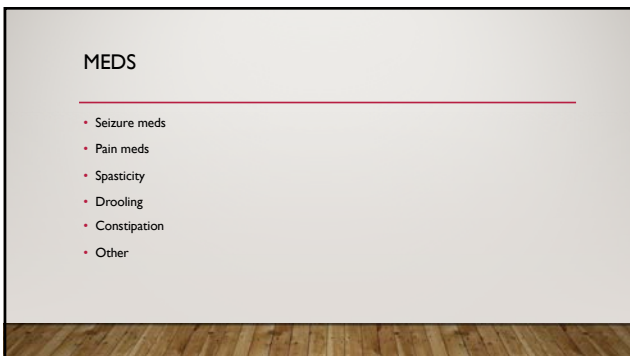 MEDS
• Seizure meds
• Pain meds
• Spasticity
• Drooling
• Constipation
• Other